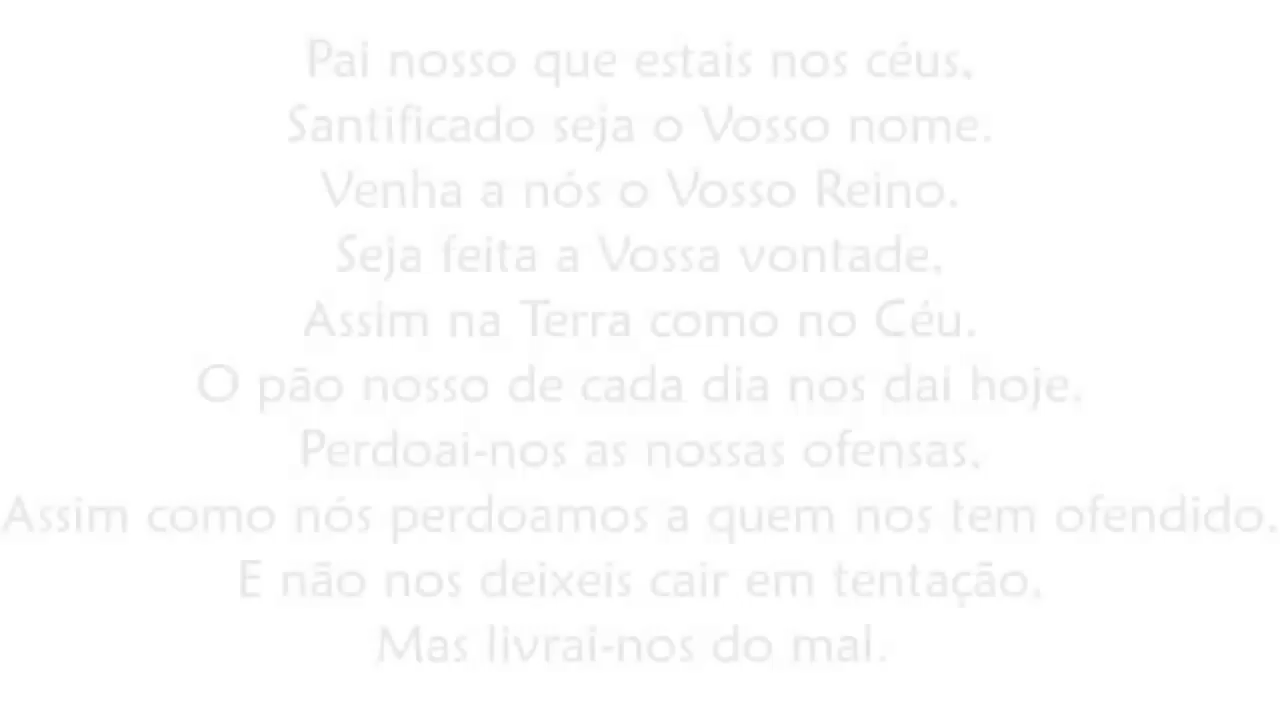 Pai nosso que estais nos céus,
Santificado seja o Vosso nome.
Venha a nós o Vosso Reino.
Seja feita a Vossa vontade,
Assim na Terra como no Céu.
O pão nosso de cada dia nos dai hoje,
Perdoai-nos as nossas ofensas,
Assim como nós perdoamos a quem nos tem ofendido.
E não nos deixeis cair em tentação,
Mas livrai-nos do mal.